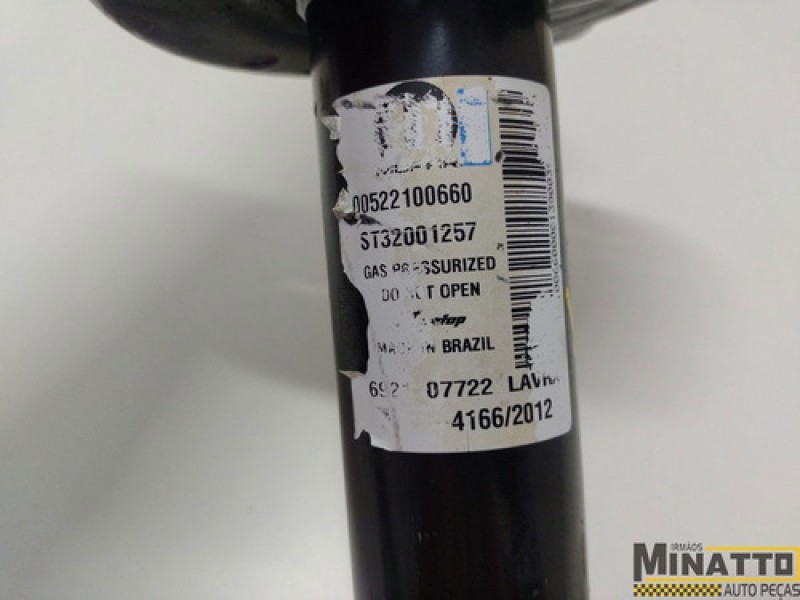 00522100660
ST32001257
GAS PRESSURIZED
DO NOT OPEN
MADE IN BRAZIL
07722
4166/2012
IRMÃOS
MINATTO
AUTO PEÇAS